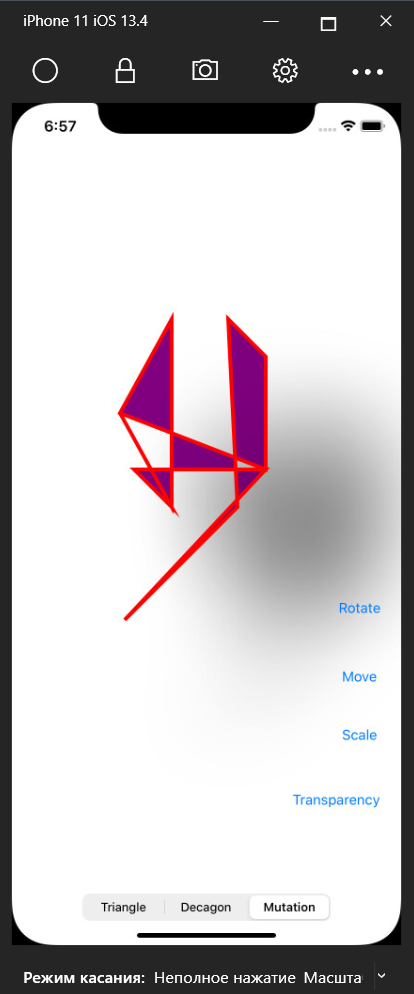 iPhone 11 iOS 13.4
6:57
Rotate
Move
Scale
Transparency
Triangle Decagon Mutation
Режим касания: Неполное нажатие Масшта